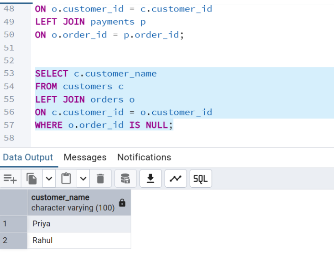 48 ON o.customer_id = c.customer_id
49 LEFT JOIN payments p
50 ON o.order_id = p.order_id;
51
52
53 SELECT c.customer_name
54 FROM customers c
55 LEFT JOIN orders o
56 ON c.customer_id = o.customer_id
57 WHERE o.order_id IS NULL;
58
Data Output Messages Notifications
SQL
customer_name
character varying (100)
1 Priya
2 Rahul